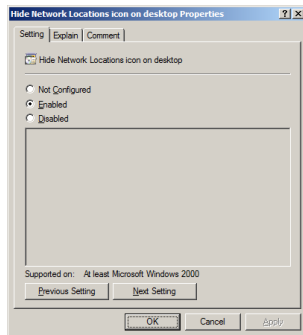 Hide Network Locations icon on desktop Properties
Setting Explain Comment
Hide Network Locations icon on desktop
Not Configured
Enabled
Disabled
Supported on: At least Microsoft Windows 2000
Previous Setting Next Setting
OK Cancel Apply